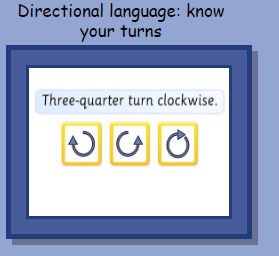 Directional language: know
your turns
Three-quarter turn clockwise.